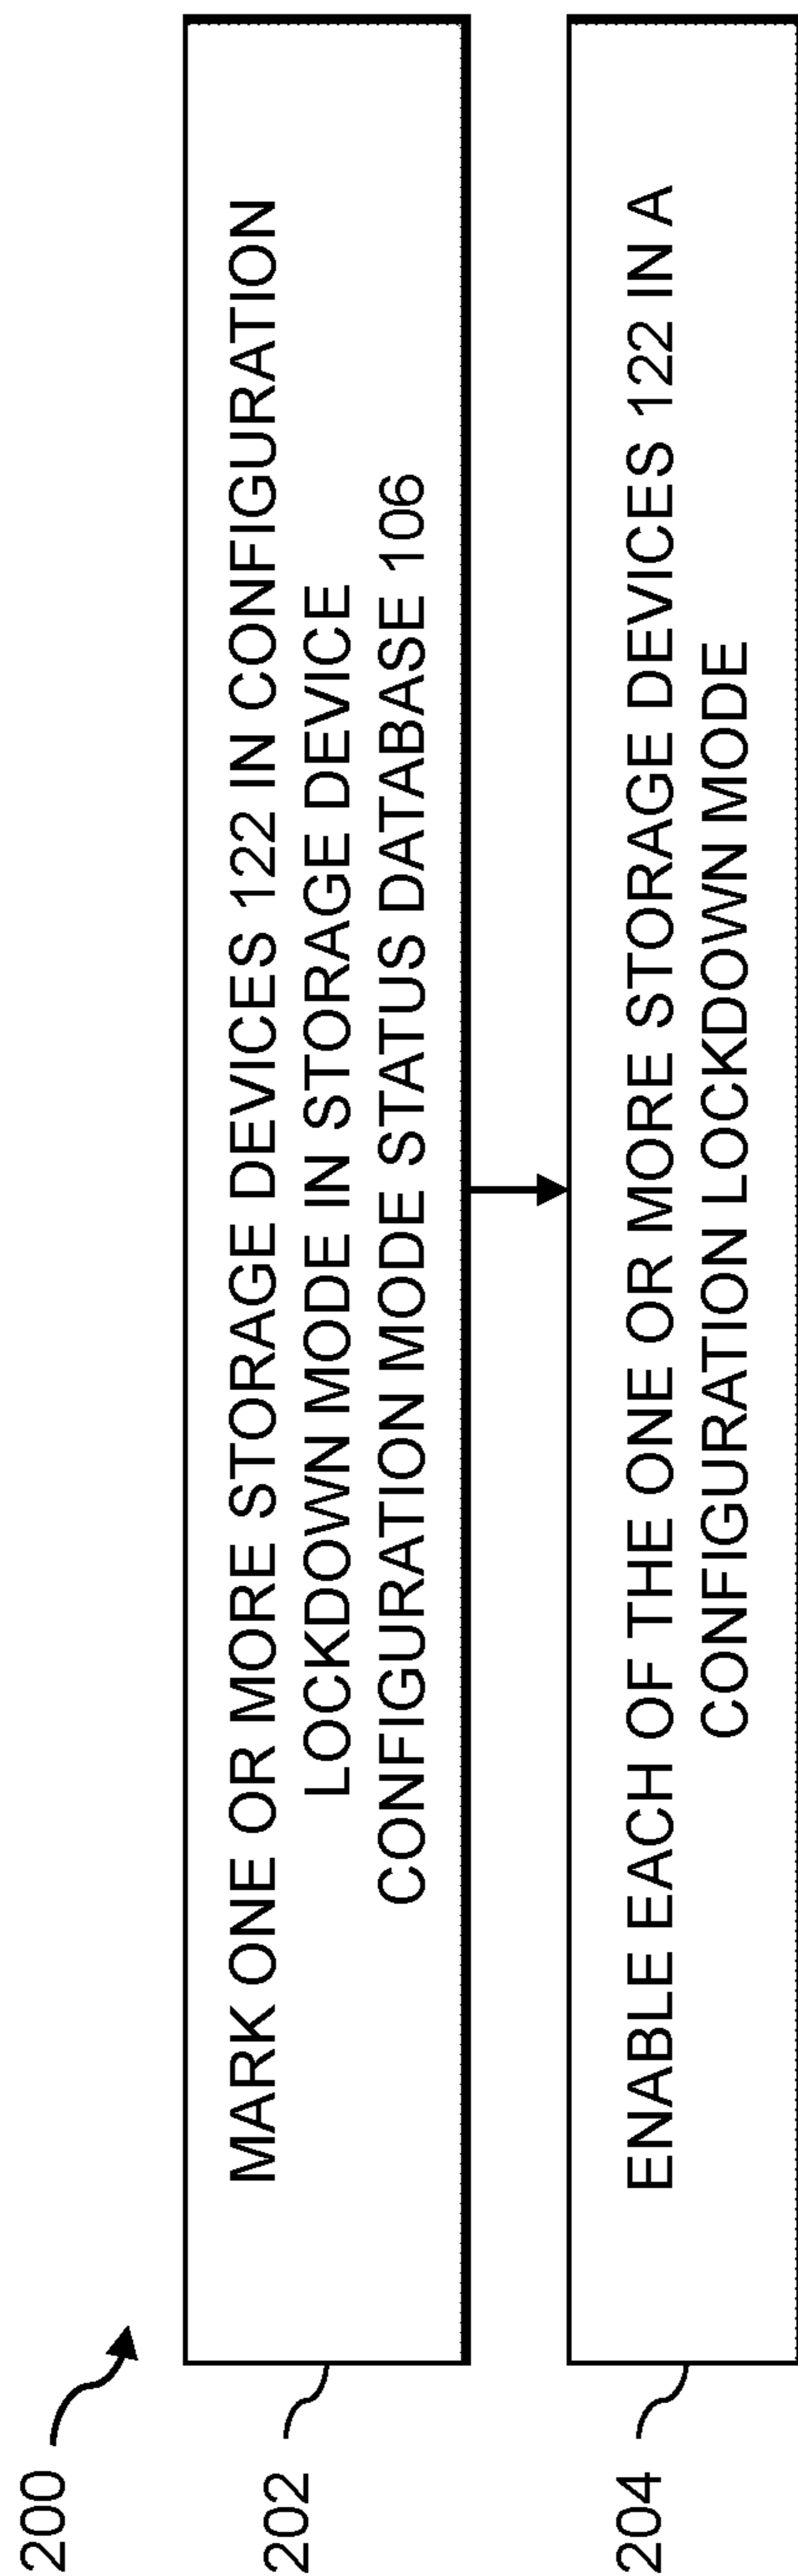 200
202
MARK ONE OR MORE STORAGE DEVICES 122 IN CONFIGURATION
LOCKDOWN MODE IN STORAGE DEVICE
CONFIGURATION MODE STATUS DATABASE 106
204
ENABLE EACH OF THE ONE OR MORE STORAGE DEVICES 122 IN A
CONFIGURATION LOCKDOWN MODE